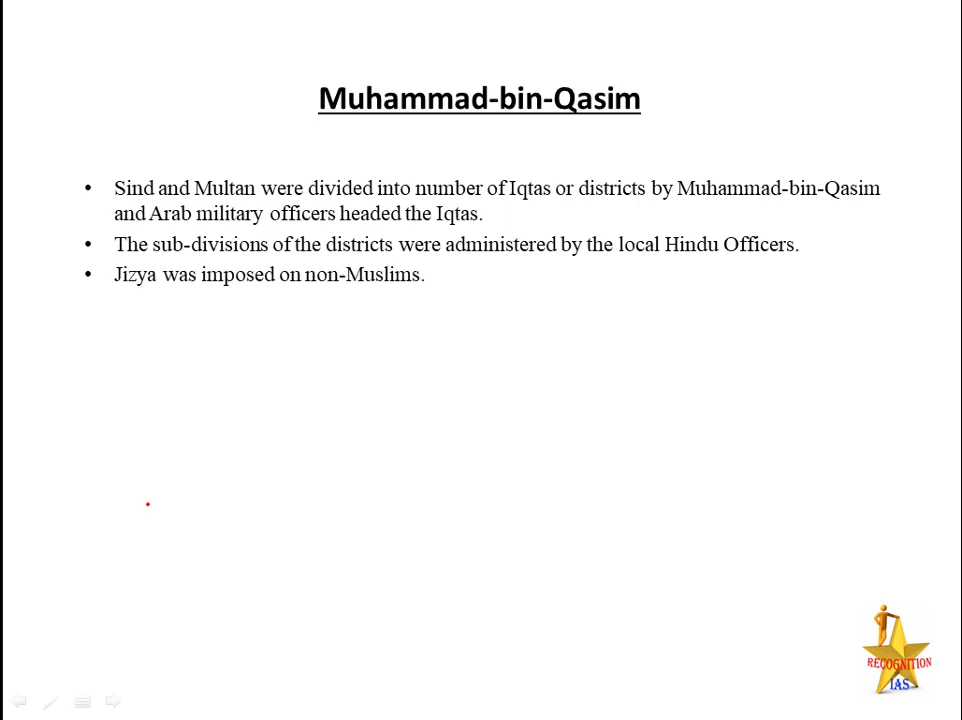 Muhammad-bin-Qasim
• Sind and Multan were divided into number of Iqtas or districts by Muhammad-bin-Qasim
and Arab military officers headed the Iqtas.
• The sub-divisions of the districts were administered by the local Hindu Officers.
• Jizya was imposed on non-Muslims.
RECOGNITION
IAS